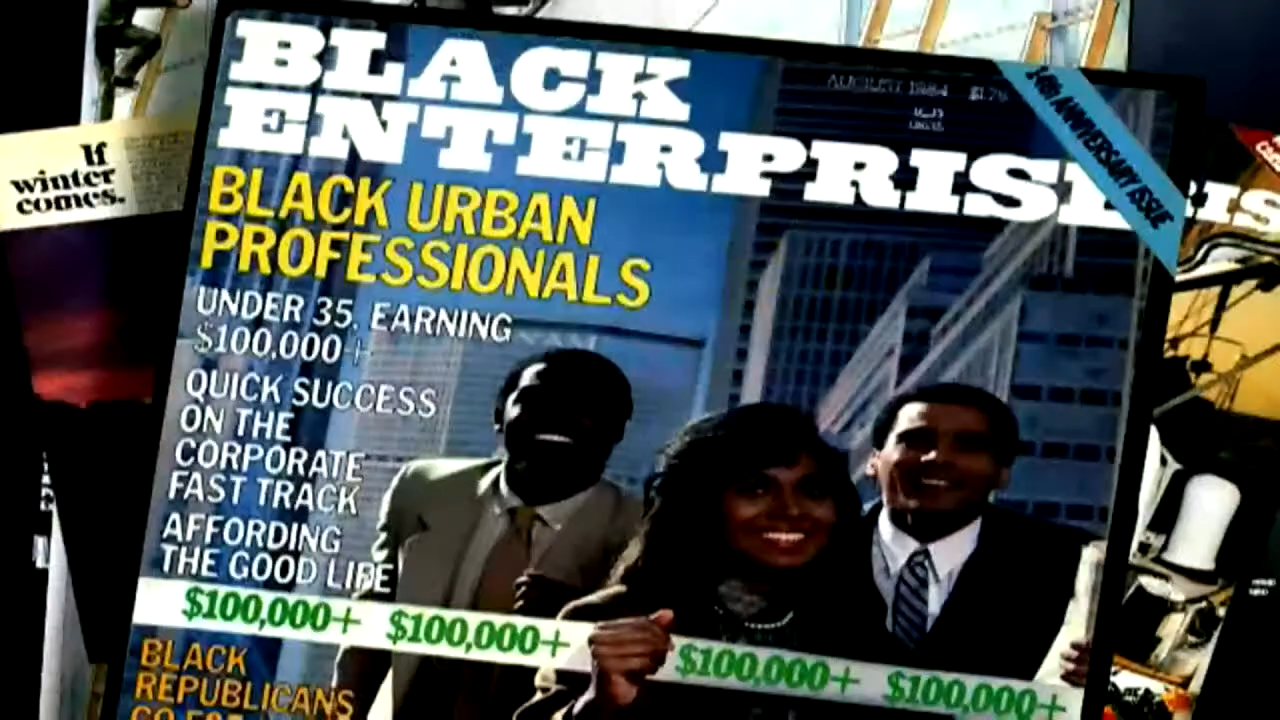 BLACK
ENTERPRISE
AUGUST 1984 $1.75
14th ANNIVERSARY ISSUE
If
winter
comes.
BLACK URBAN
PROFESSIONALS
UNDER 35, EARNING
$100,000+
QUICK SUCCESS
ON THE
CORPORATE
FAST TRACK
AFFORDING
THE GOOD LIFE
$100,000+ $100,000+ $100,000+ $100,000+
BLACK
REPUBLICANS